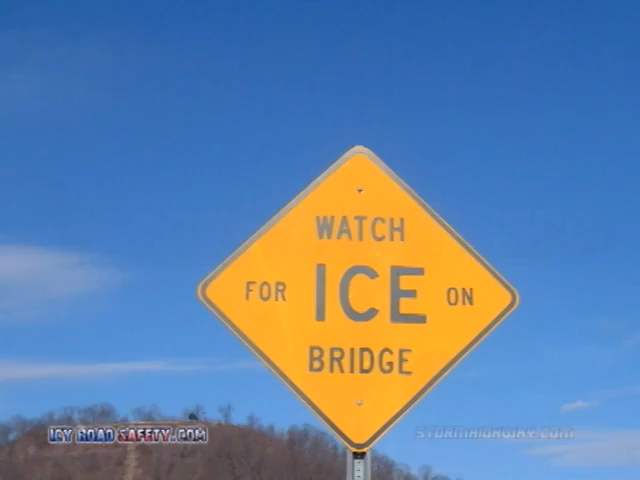 WATCH
FOR ICE ON
BRIDGE
ICY ROAD SAFETY.COM
STORMHIGHWAY.COM